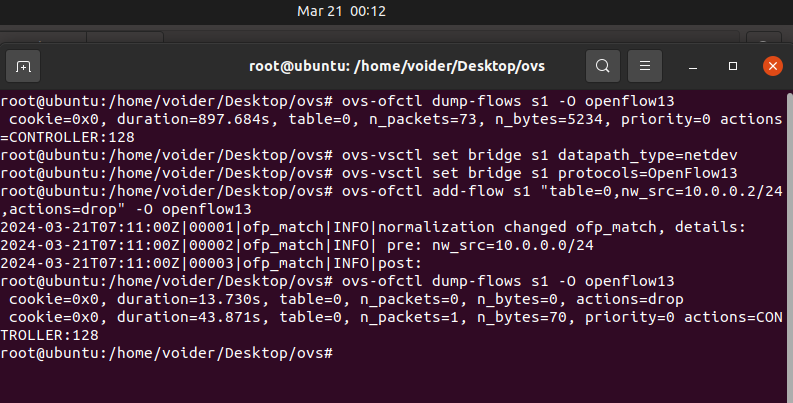 Mar 21 00:12
root@ubuntu: /home/voider/Desktop/ovs
root@ubuntu:/home/voider/Desktop/ovs# ovs-ofctl dump-flows s1 -O openflow13
 cookie=0x0, duration=897.684s, table=0, n_packets=73, n_bytes=5234, priority=0 actions
=CONTROLLER:128
root@ubuntu:/home/voider/Desktop/ovs# ovs-vsctl set bridge s1 datapath_type=netdev
root@ubuntu:/home/voider/Desktop/ovs# ovs-vsctl set bridge s1 protocols=OpenFlow13
root@ubuntu:/home/voider/Desktop/ovs# ovs-ofctl add-flow s1 "table=0,nw_src=10.0.0.2/24
,actions=drop" -O openflow13
2024-03-21T07:11:00Z|00001|ofp_match|INFO|normalization changed ofp_match, details:
2024-03-21T07:11:00Z|00002|ofp_match|INFO| pre: nw_src=10.0.0.0/24
2024-03-21T07:11:00Z|00003|ofp_match|INFO|post:
root@ubuntu:/home/voider/Desktop/ovs# ovs-ofctl dump-flows s1 -O openflow13
 cookie=0x0, duration=13.730s, table=0, n_packets=0, n_bytes=0, actions=drop
 cookie=0x0, duration=43.871s, table=0, n_packets=1, n_bytes=70, priority=0 actions=CON
TROLLER:128
root@ubuntu:/home/voider/Desktop/ovs#